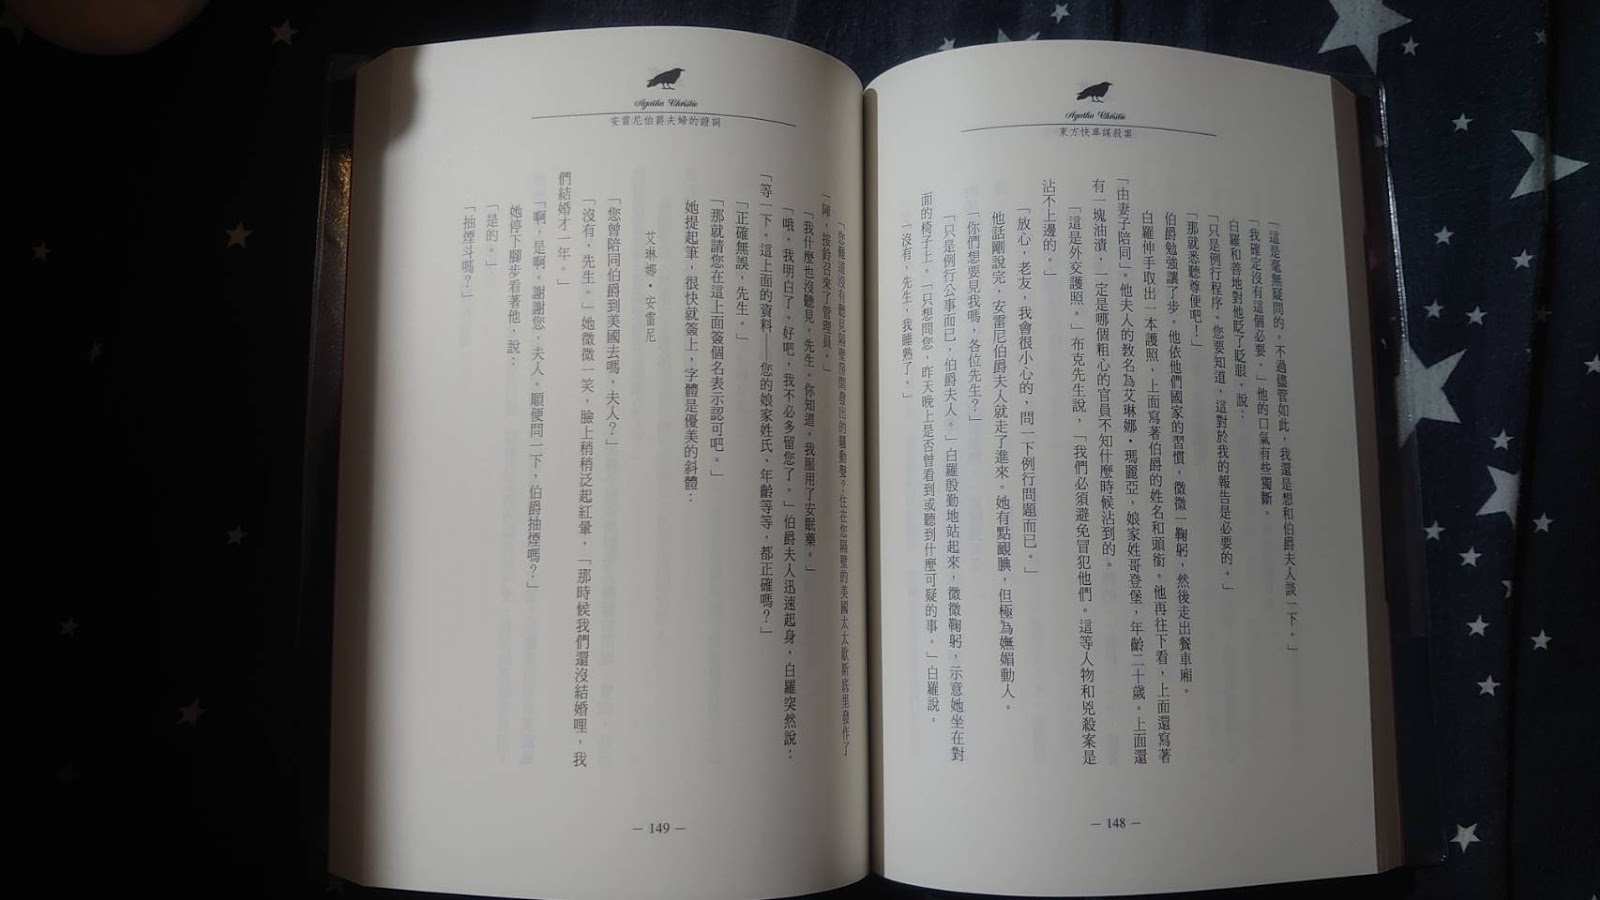 Agatha Christie
東方快車謀殺案
「這是毫無疑問的，不過儘管如此，我還是想和伯爵夫人談一下。」
「我確定沒有這個必要。」他的口氣有些獨斷。
白羅和善地對他眨了眨眼，說：
「只是例行程序。您要知道，這對於我的報告是必要的。」
「那就悉聽尊便吧！」
伯爵勉強讓了步。他依他們國家的習慣，微微一鞠躬，然後走出餐車廂。
白羅伸手取出一本護照，上面寫著伯爵的姓名和頭銜。他再往下看，上面還寫著
「由妻子陪同」。他夫人的教名為艾琳娜•瑪麗亞，娘家姓哥登堡，年齡二十歲。上面還
有一塊油漬，一定是哪個粗心的官員不知什麼時候沾到的。
「這是外交護照。」布克先生說，「我們必須避免冒犯他們。這等人物和兇殺案是
沾不上邊的。」
「放心，老友，我會很小心的，問一下例行問題而已。」
他話剛說完，安雷尼伯爵夫人就走了進來。她有點靦腆，但極為嫵媚動人。
「你們想要見我嗎，各位先生？」
「只是例行公事而已，伯爵夫人。」白羅殷勤地站起來，微微鞠躬，示意她坐在對
面的椅子上。「只想問您，昨天晚上是否曾看到或聽到什麼可疑的事。」白羅說。
「沒有，先生，我睡熟了。」
— 148 —
Agatha Christie
安雷尼伯爵夫婦的證詞
「您難道沒有聽見隔壁房間發出的騷動聲？住在您隔壁的美國太太歇斯底里發作了
一陣，按鈴召來了管理員。」
「我什麼也沒聽見，先生。你知道，我服用了安眠藥。」
「哦，我明白了。好吧，我不必多留您了。」伯爵夫人迅速起身，白羅突然說：
「等一下。這上面的資料——您的娘家姓氏、年齡等等，都正確嗎？」
「正確無誤，先生。」
「那就請您在這上面簽個名表示認可吧。」
她提起筆，很快就簽上，字體是優美的斜體：
艾琳娜•安雷尼
「您曾陪同伯爵到美國去嗎，夫人？」
「沒有，先生。」她微微一笑，臉上稍稍泛起紅暈，「那時候我們還沒結婚哩，我
們結婚才一年。」
「啊，是啊。謝謝您，夫人。順便問一下，伯爵抽煙嗎？」
她停下腳步看著他，說：
「是的。」
「抽煙斗嗎？」
— 149 —